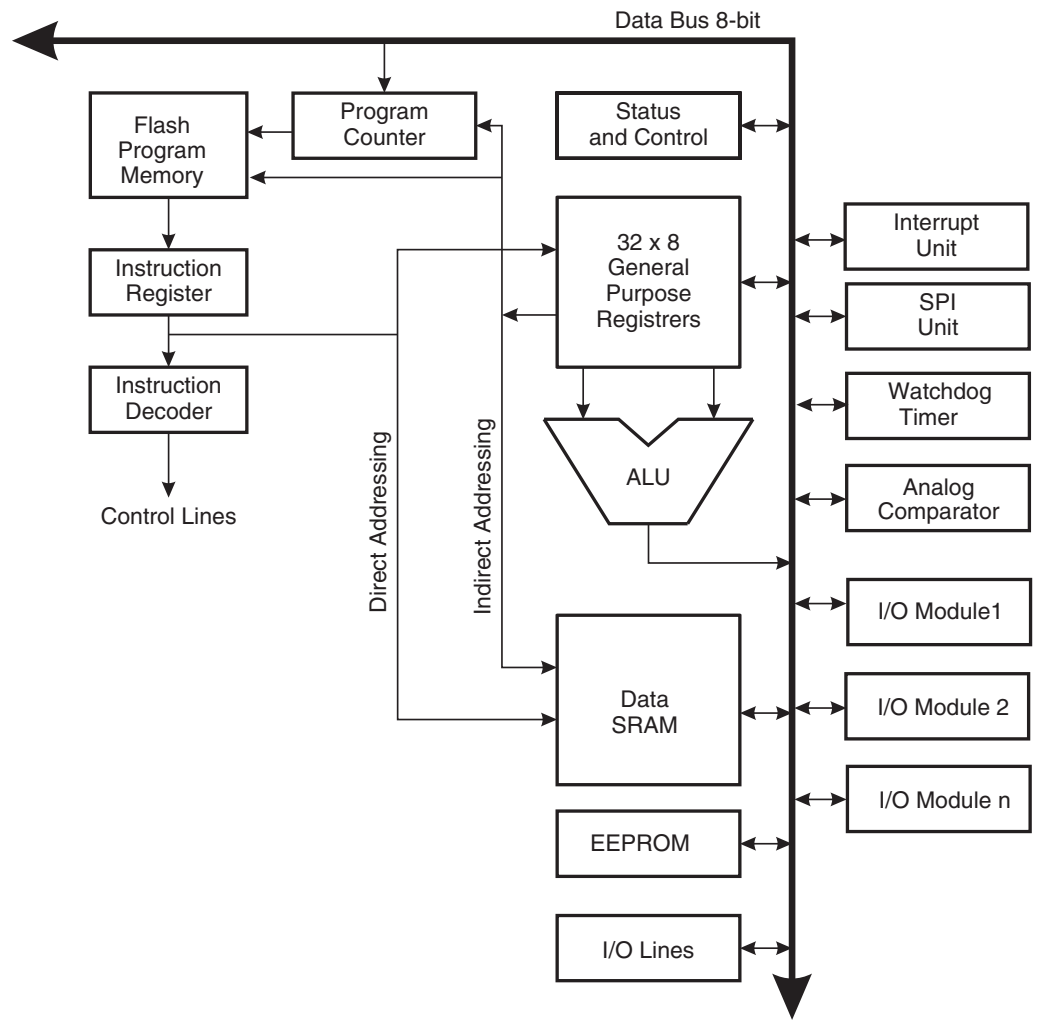 Data Bus 8-bit
Flash
Program
Memory
Program
Counter
Status
and Control
Interrupt
Unit
32 x 8
General
Purpose
Registrers
Instruction
Register
SPI
Unit
Instruction
Decoder
Watchdog
Timer
Control Lines
Direct Addressing
Indirect Addressing
ALU
Analog
Comparator
I/O Module1
Data
SRAM
I/O Module 2
I/O Module n
EEPROM
I/O Lines